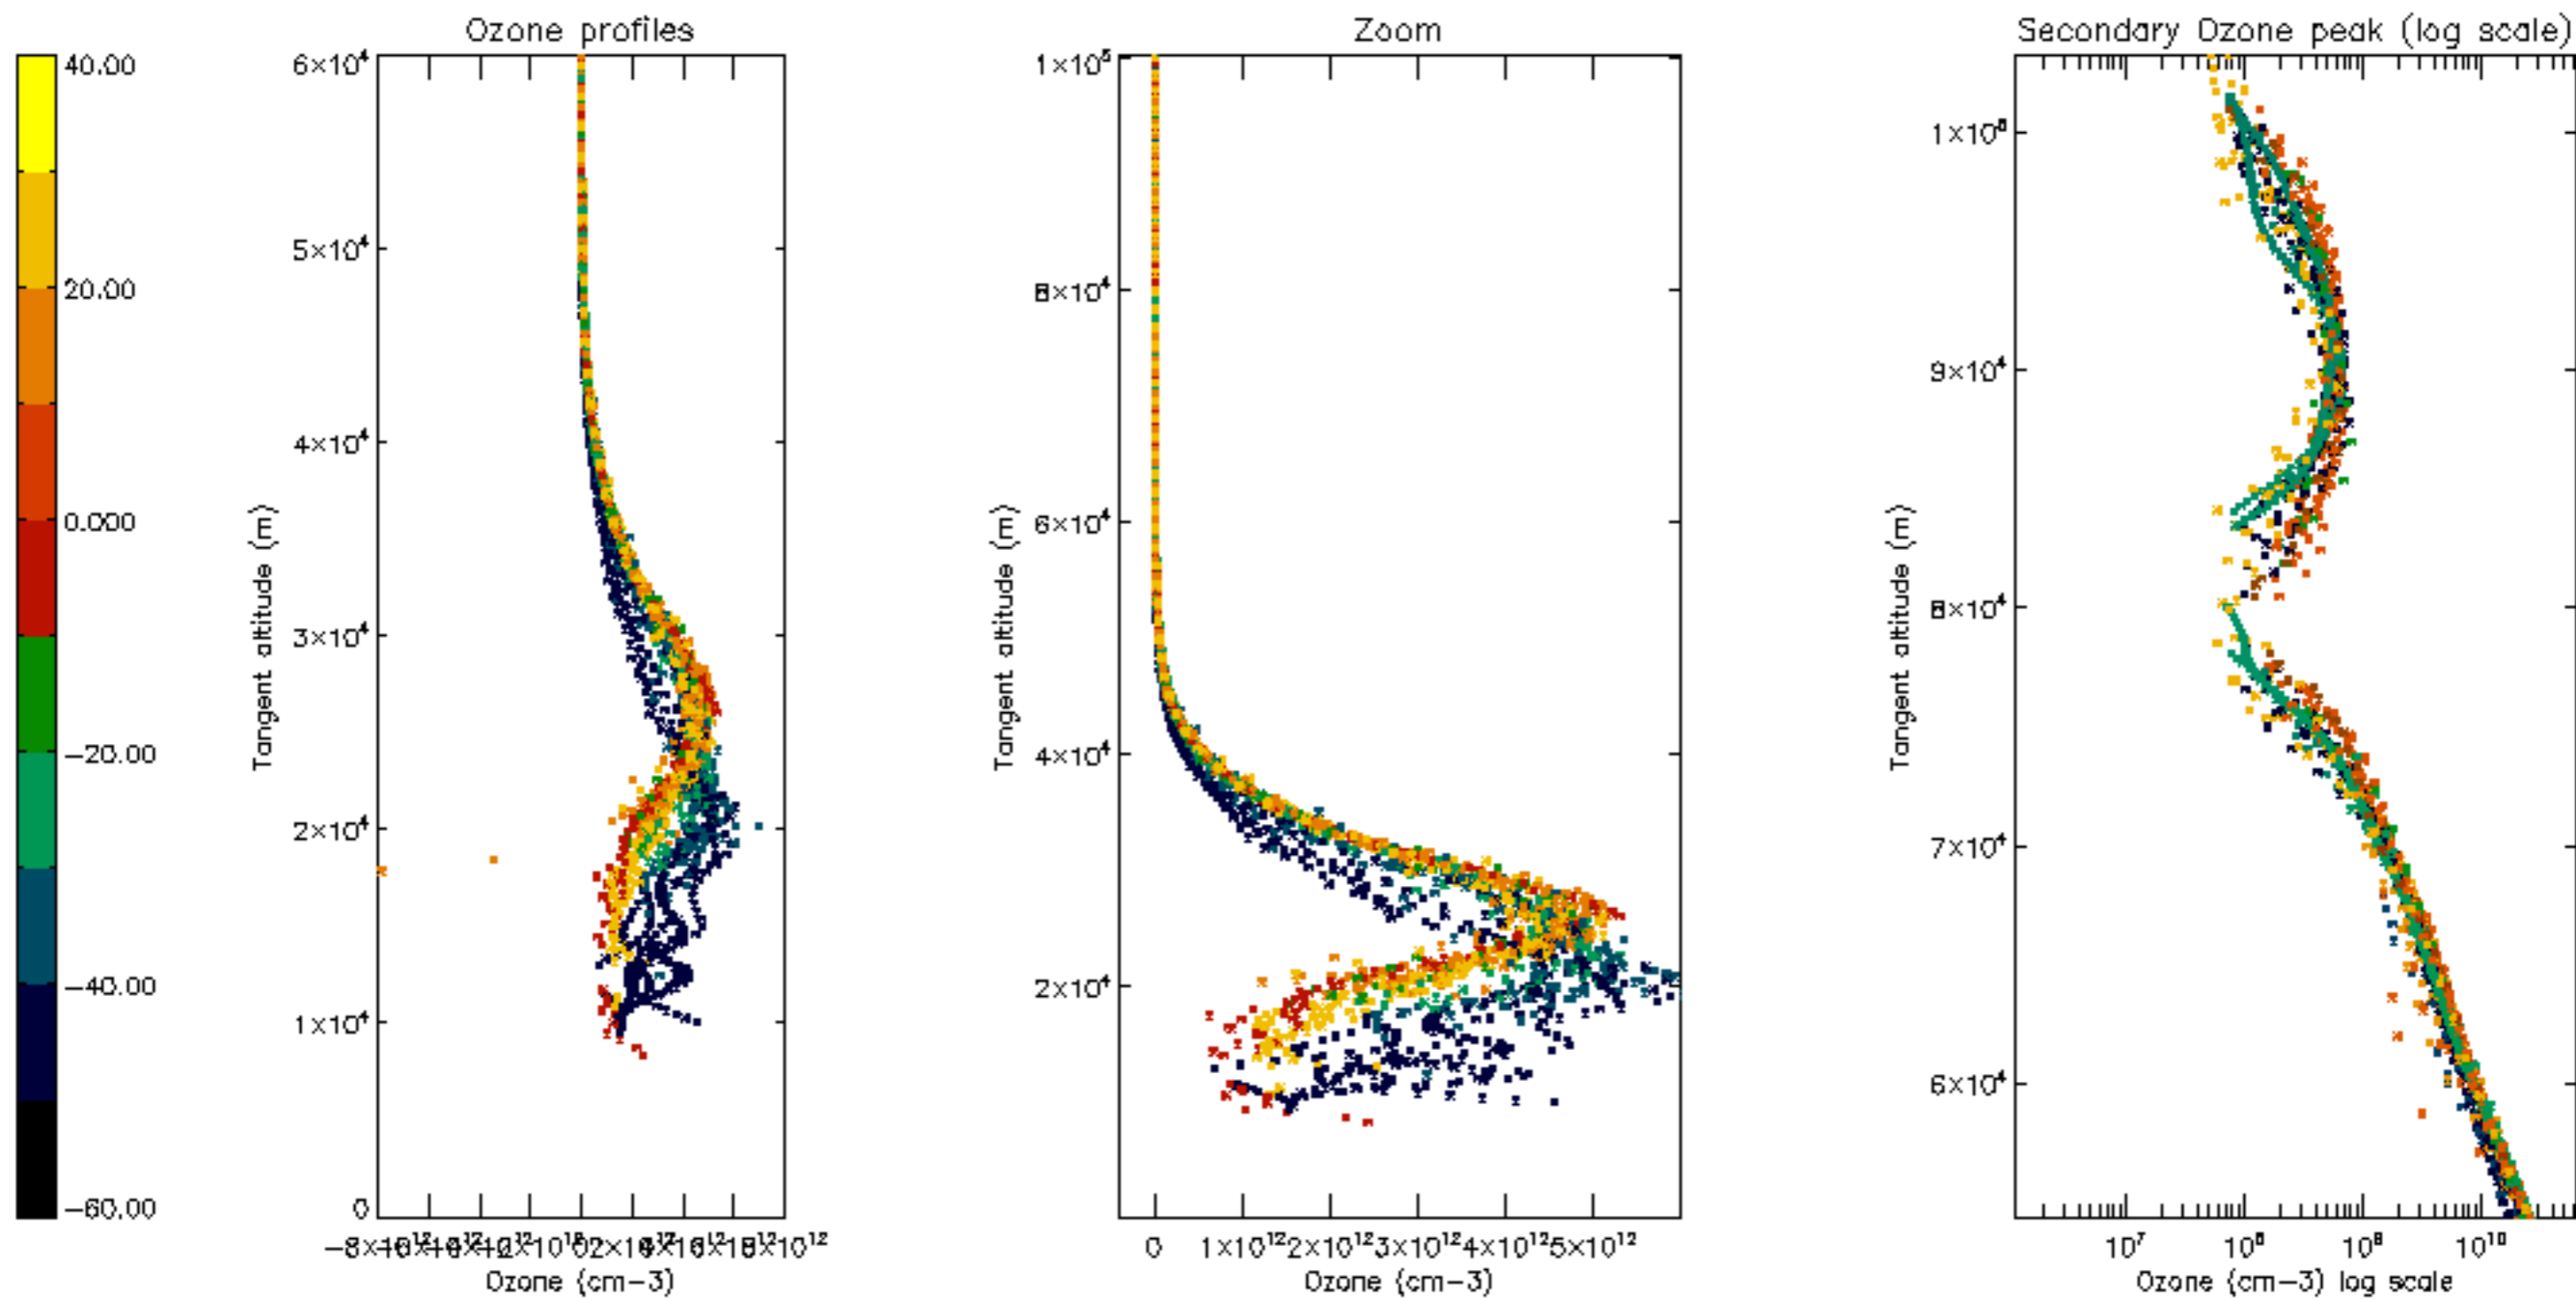 Ozone profiles
Zoom
Secondary Ozone peak (log scale)
40.00
20.00
0.000
−20.00
−40.00
−60.00
6×10⁴
5×10⁴
4×10⁴
3×10⁴
2×10⁴
1×10⁴
0
Tangent altitude (m)
Ozone (cm−3)
1×10⁵
8×10⁴
6×10⁴
4×10⁴
2×10⁴
Tangent altitude (m)
0 1×10¹² 2×10¹² 3×10¹² 4×10¹² 5×10¹²
Ozone (cm−3)
9×10⁴
8×10⁴
7×10⁴
6×10⁴
Tangent altitude (m)
10⁷ 10⁸ 10⁹ 10¹⁰
Ozone (cm−3) log scale